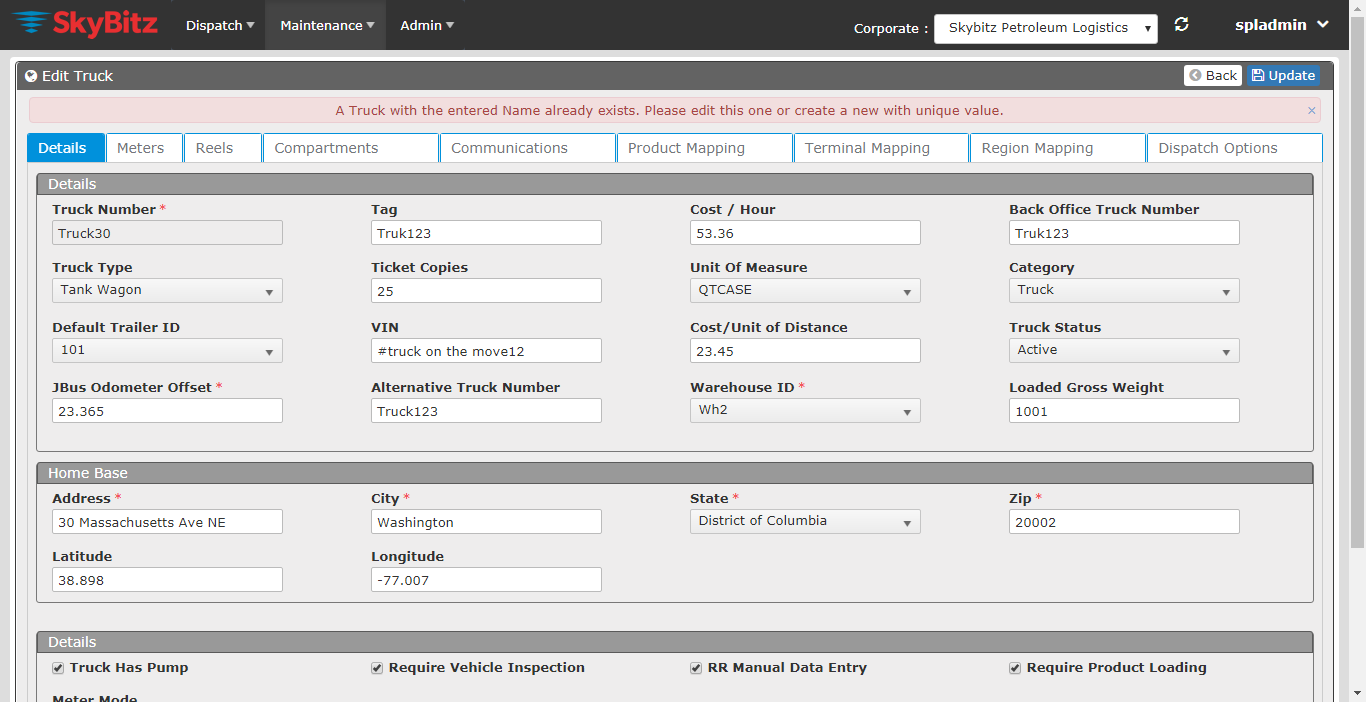 SkyBitz Dispatch Maintenance Admin Corporate : Skybitz Petroleum Logistics spladmin
Edit Truck Back Update
A Truck with the entered Name already exists. Please edit this one or create a new with unique value. ×
Details Meters Reels Compartments Communications Product Mapping Terminal Mapping Region Mapping Dispatch Options
Details
Truck Number * Tag Cost / Hour Back Office Truck Number
Truck30 Truk123 53.36 Truk123
Truck Type Ticket Copies Unit Of Measure Category
Tank Wagon 25 QTCASE Truck
Default Trailer ID VIN Cost/Unit of Distance Truck Status
101 #truck on the move12 23.45 Active
JBus Odometer Offset * Alternative Truck Number Warehouse ID * Loaded Gross Weight
23.365 Truck123 Wh2 1001
Home Base
Address * City * State * Zip *
30 Massachusetts Ave NE Washington District of Columbia 20002
Latitude Longitude
38.898 -77.007
Details
Truck Has Pump Require Vehicle Inspection RR Manual Data Entry Require Product Loading
Meter Mode